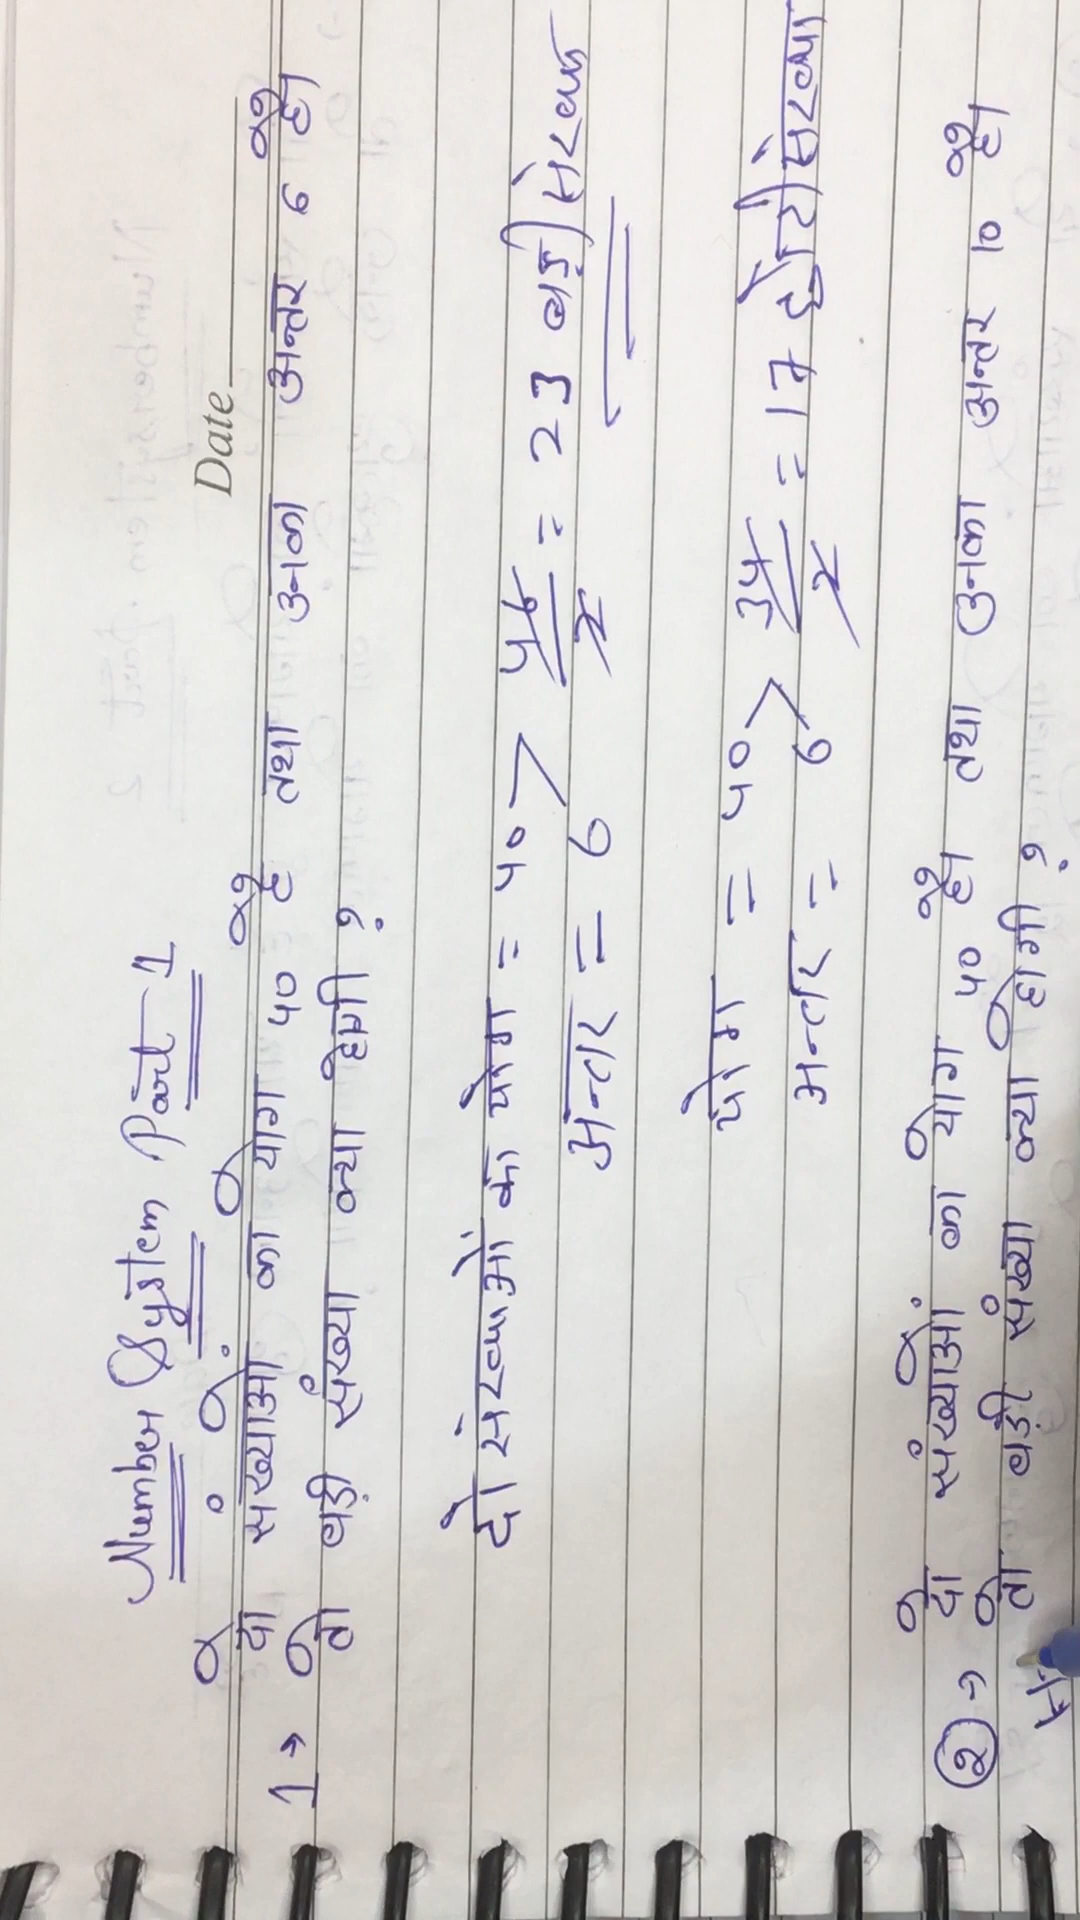 Date
Number System Part-1
1→ दो संख्याओं का योग 40 है तथा उनका अन्तर 6 है।
तो बड़ी संख्या क्या होगी ?
दो संख्याओं का योग = 40 > 46/2 = 23 बड़ी संख्या
अन्तर = 6
योग = 40 > 34/2 = 17 छोटी संख्या
अन्तर = 6
2→ दो संख्याओं का योग 40 है। तथा उनका अन्तर 10 है।
तो बड़ी संख्या क्या होगी ?